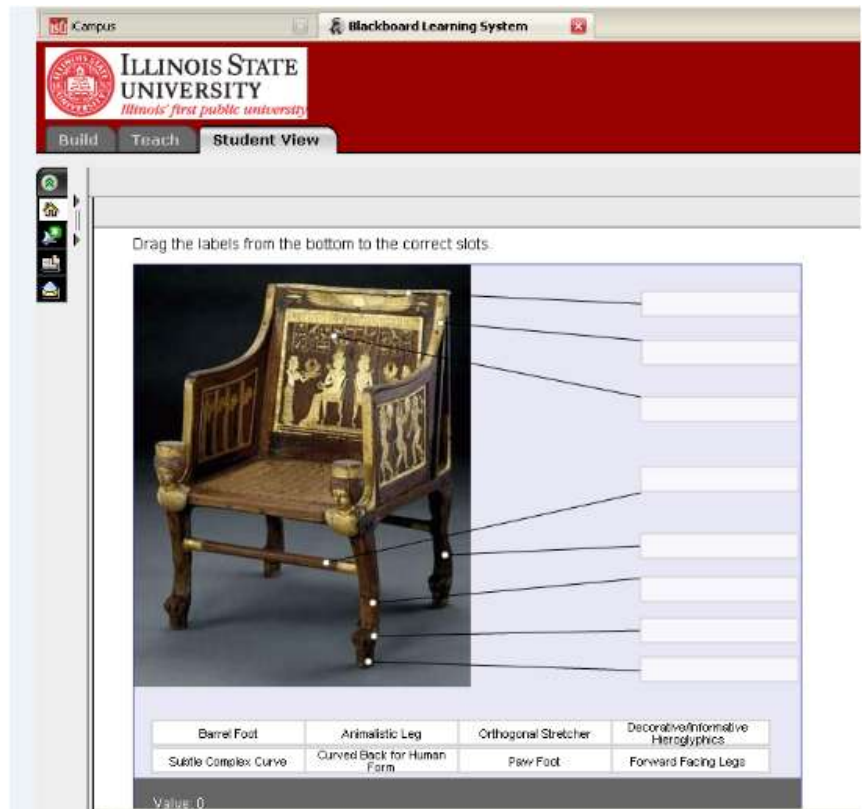 iCampus
Blackboard Learning System
ILLINOIS STATE
UNIVERSITY
Illinois' first public university
Build Teach Student View
Drag the labels from the bottom to the correct slots.
Barrel Foot
Animalistic Leg
Orthogonal Stretcher
Decorative/Informative
Hieroglyphics
Subtle Complex Curve
Curved Back for Human
Form
Paw Foot
Forward Facing Legs
Value: 0